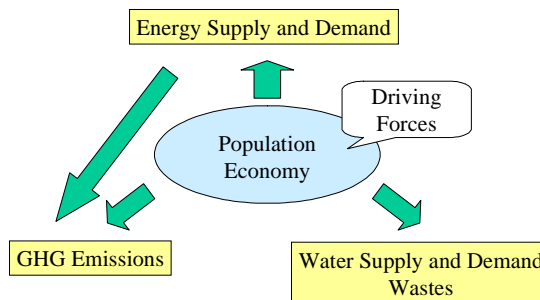 Energy Supply and Demand
Driving
Forces
Population
Economy
GHG Emissions
Water Supply and Demand
Wastes